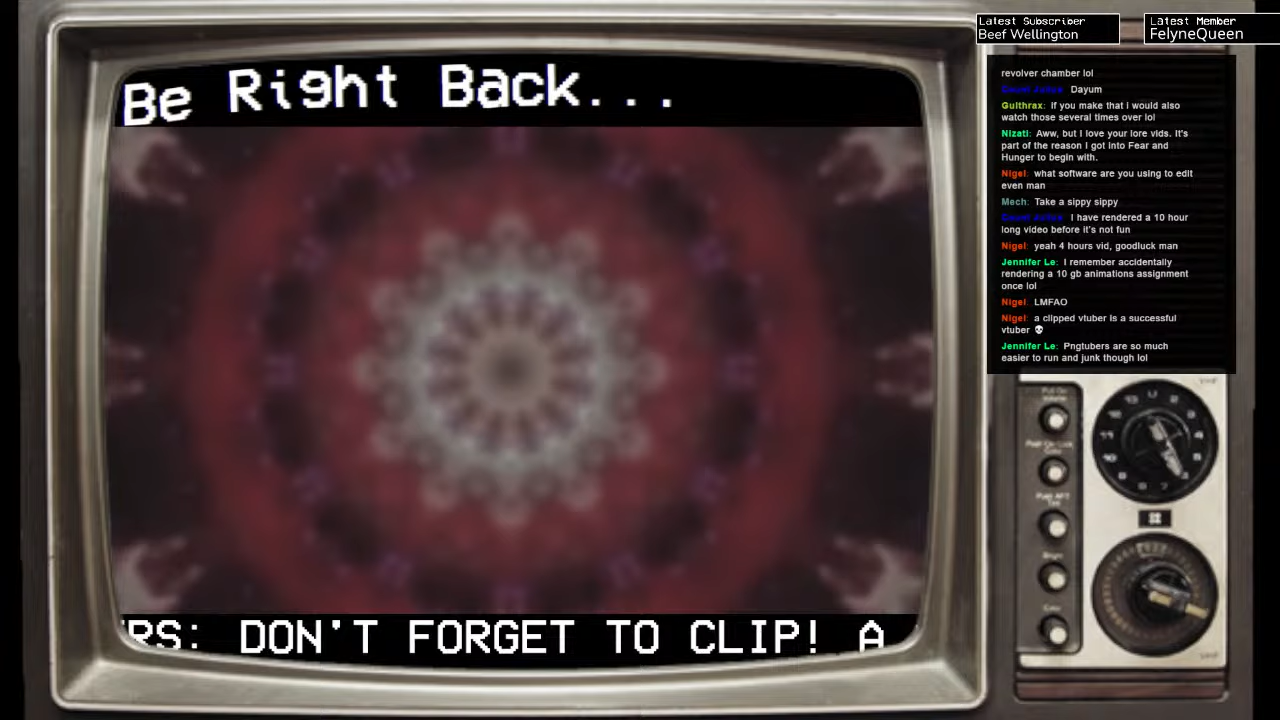 Latest Subscriber
Beef Wellington
Latest Member
FelyneQueen
Be Right Back...
revolver chamber lol
Dayum
Gulthrax: if you make that i would also
watch those several times over lol
Nizati: Aww, but I love your lore vids. It's
part of the reason I got into Fear and
Hunger to begin with.
Nigel: what software are you using to edit
even man
Mech: Take a sippy sippy
I have rendered a 10 hour
long video before it's not fun
Nigel: yeah 4 hours vid, goodluck man
Jennifer Le: I remember accidentally
rendering a 10 gb animations assignment
once lol
Nigel: LMFAO
Nigel: a clipped vtuber is a successful
vtuber 💀
Jennifer Le: Pngtubers are so much
easier to run and junk though lol
RS: DON'T FORGET TO CLIP! A